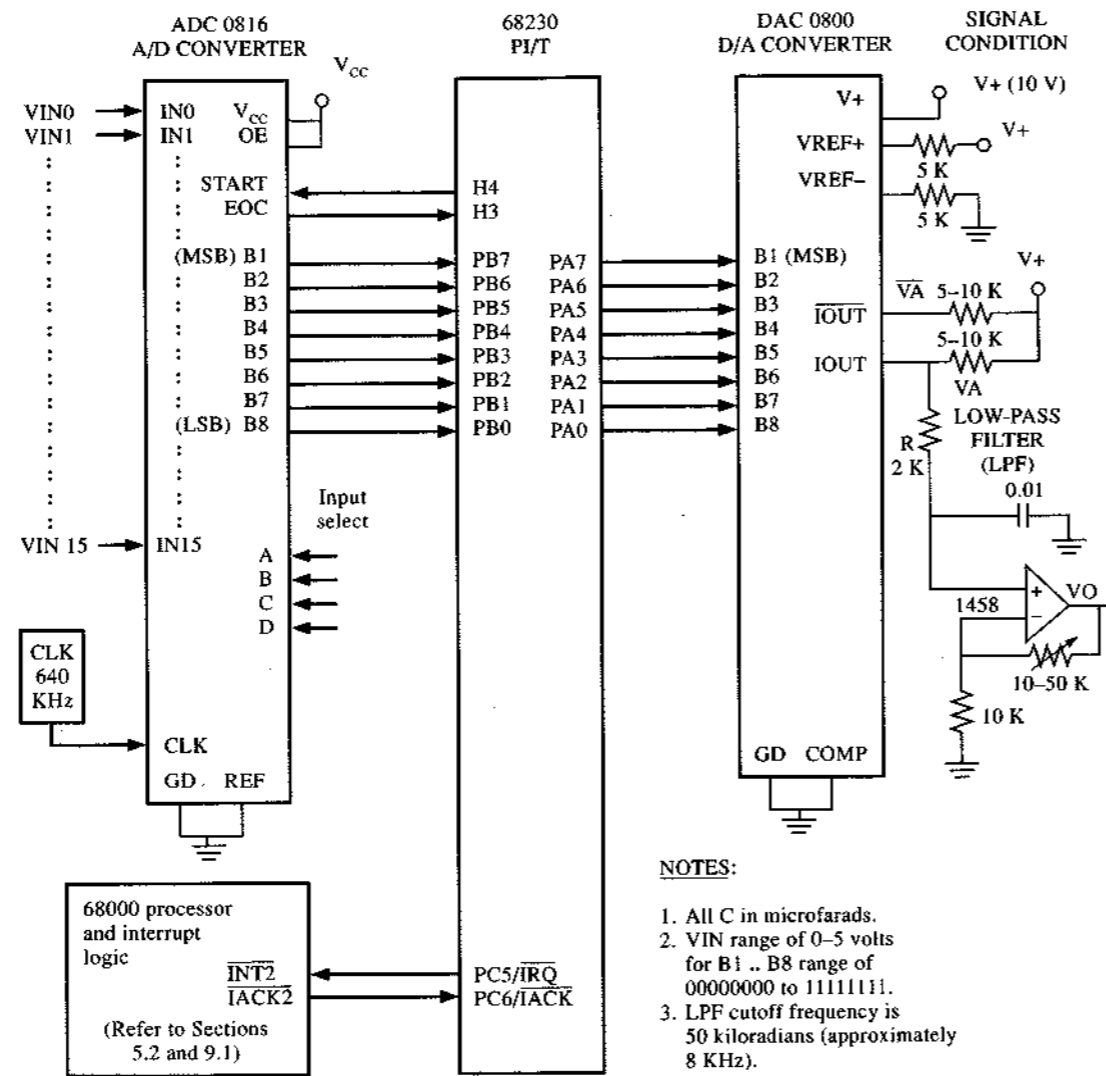 ADC 0816
A/D CONVERTER
68230
PI/T
DAC 0800
D/A CONVERTER
SIGNAL
CONDITION
VIN0
VIN1
VIN 15
IN0
IN1
IN15
VCC
VCC
OE
START
EOC
(MSB) B1
B2
B3
B4
B5
B6
B7
(LSB) B8
Input
select
A
B
C
D
CLK
640
KHz
CLK
GD
REF
H4
H3
PB7
PB6
PB5
PB4
PB3
PB2
PB1
PB0
PA7
PA6
PA5
PA4
PA3
PA2
PA1
PA0
PC5/IRQ
PC6/IACK
V+
VREF+
VREF−
B1 (MSB)
B2
B3
B4
B5
B6
B7
B8
IOUT
IOUT
GD COMP
V+ (10 V)
V+
5 K
5 K
V+
VA 5–10 K
5–10 K
VA
R
2 K
LOW-PASS
FILTER
(LPF)
0.01
1458
+
−
VO
10–50 K
10 K
68000 processor
and interrupt
logic
INT2
IACK2
(Refer to Sections
5.2 and 9.1)
NOTES:
1. All C in microfarads.
2. VIN range of 0–5 volts
for B1 .. B8 range of
00000000 to 11111111.
3. LPF cutoff frequency is
50 kiloradians (approximately
8 KHz).